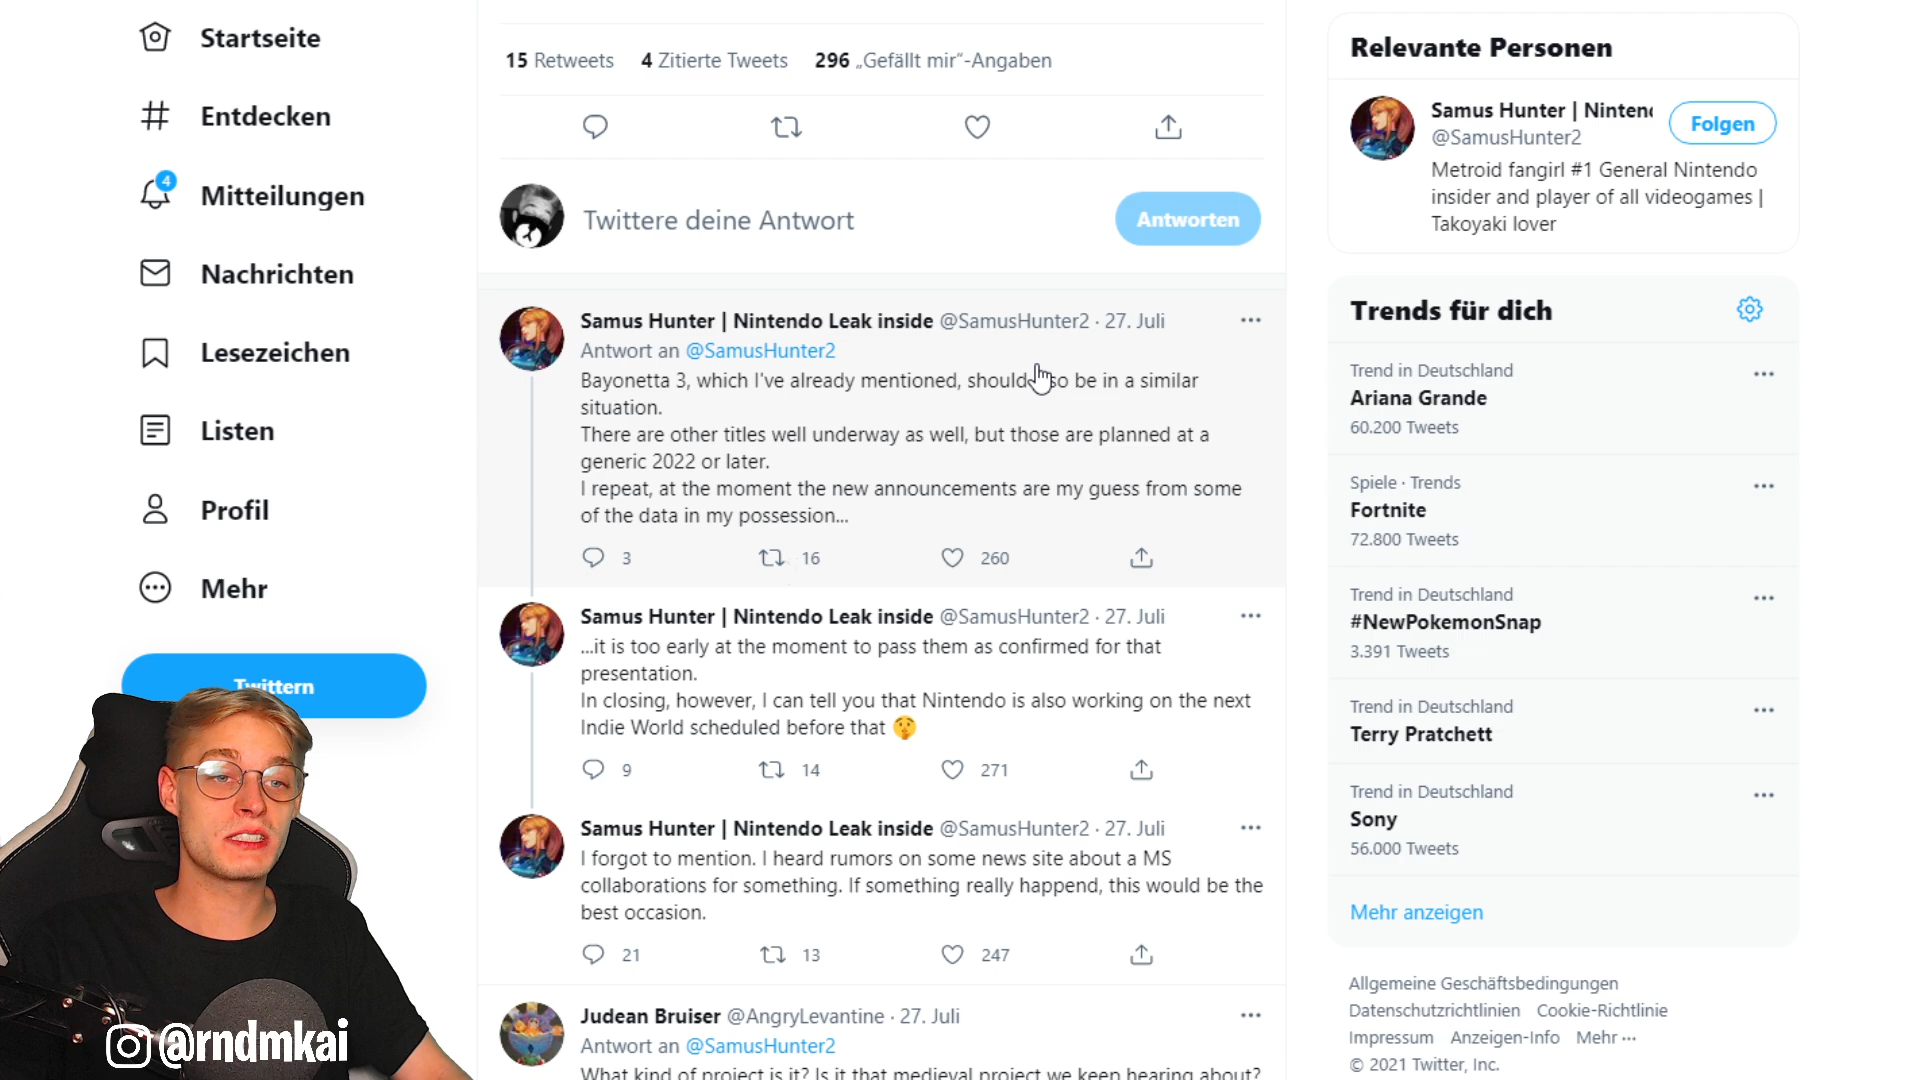 Startseite
Entdecken
4
Mitteilungen
Nachrichten
Lesezeichen
Listen
Profil
Mehr
Twittern
@rndmkai
15 Retweets 4 Zitierte Tweets 296 „Gefällt mir“-Angaben
Twittere deine Antwort
Antworten
Samus Hunter | Nintendo Leak inside @SamusHunter2 · 27. Juli
Antwort an @SamusHunter2
Bayonetta 3, which I've already mentioned, should so be in a similar
situation.
There are other titles well underway as well, but those are planned at a
generic 2022 or later.
I repeat, at the moment the new announcements are my guess from some
of the data in my possession...
3 16 260
Samus Hunter | Nintendo Leak inside @SamusHunter2 · 27. Juli
...it is too early at the moment to pass them as confirmed for that
presentation.
In closing, however, I can tell you that Nintendo is also working on the next
Indie World scheduled before that 🤫
9 14 271
Samus Hunter | Nintendo Leak inside @SamusHunter2 · 27. Juli
I forgot to mention. I heard rumors on some news site about a MS
collaborations for something. If something really happend, this would be the
best occasion.
21 13 247
Judean Bruiser @AngryLevantine · 27. Juli
Antwort an @SamusHunter2
What kind of project is it? Is it that medieval project we keep hearing about?
Relevante Personen
Samus Hunter | Ninten
Folgen
@SamusHunter2
Metroid fangirl #1 General Nintendo
insider and player of all videogames |
Takoyaki lover
Trends für dich
Trend in Deutschland
Ariana Grande
60.200 Tweets
Spiele · Trends
Fortnite
72.800 Tweets
Trend in Deutschland
#NewPokemonSnap
3.391 Tweets
Trend in Deutschland
Terry Pratchett
Trend in Deutschland
Sony
56.000 Tweets
Mehr anzeigen
Allgemeine Geschäftsbedingungen
Datenschutzrichtlinien Cookie-Richtlinie
Impressum Anzeigen-Info Mehr ···
© 2021 Twitter, Inc.